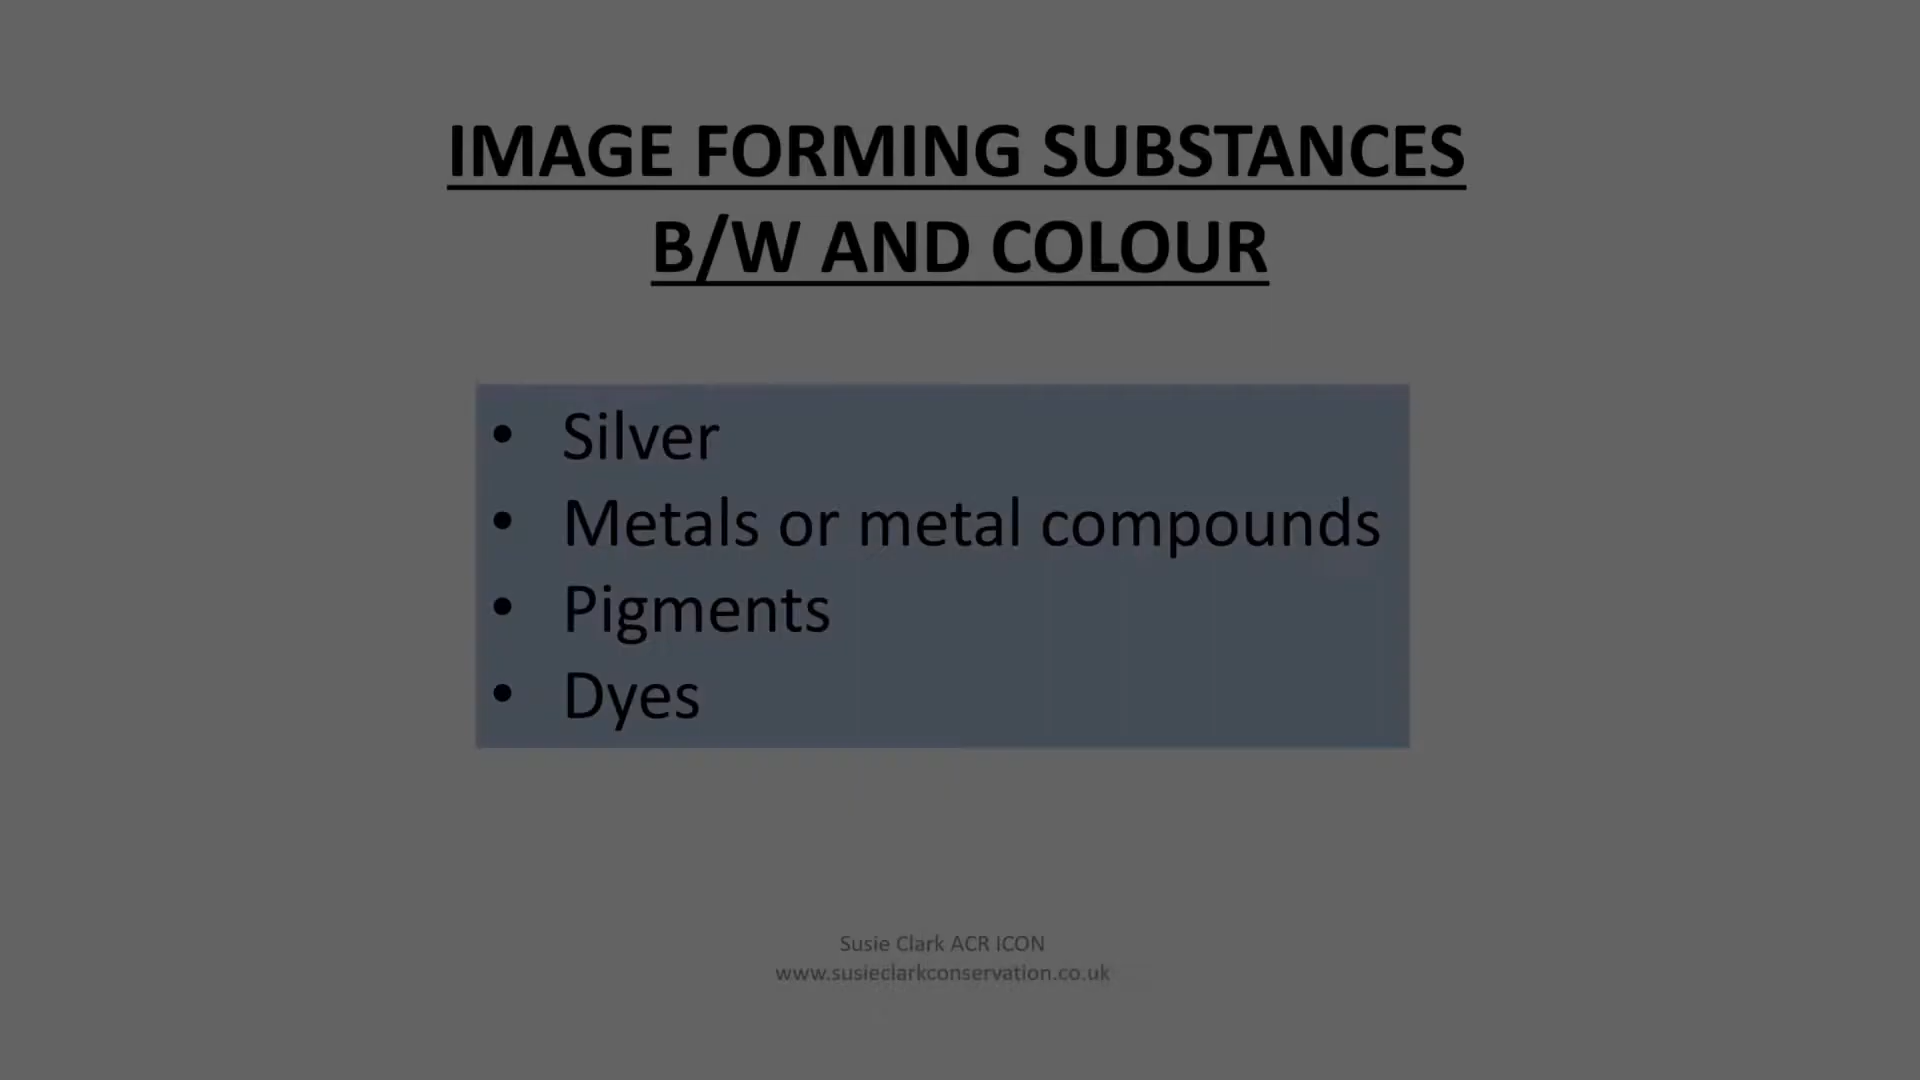 IMAGE FORMING SUBSTANCES
B/W AND COLOUR
• Silver
• Metals or metal compounds
• Pigments
• Dyes
Susie Clark ACR ICON
www.susieclarkconservation.co.uk